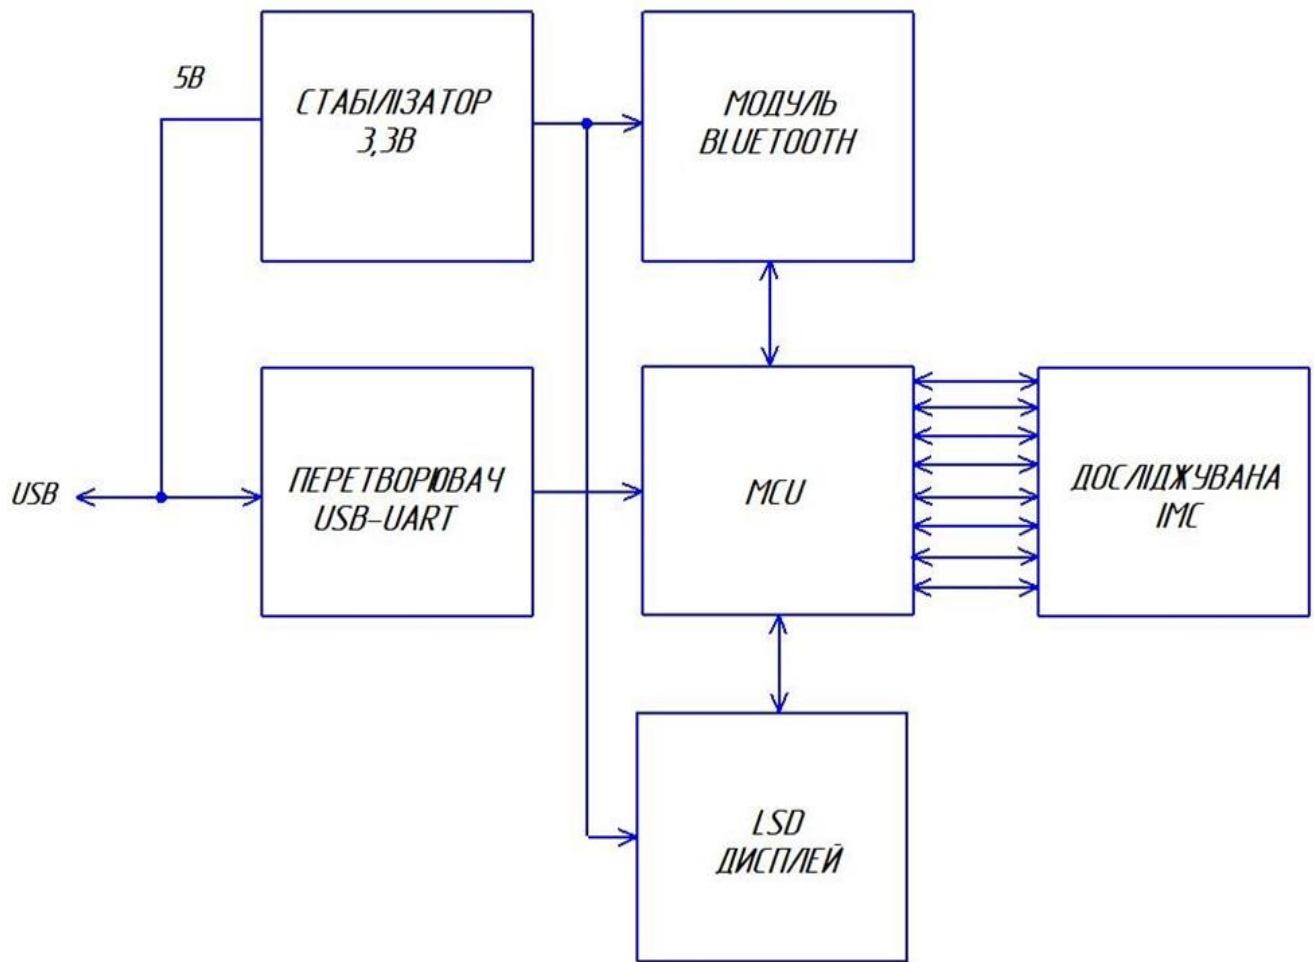 5В
СТАБІЛІЗАТОР
3,3В
МОДУЛЬ
BLUETOOTH
USB
ПЕРЕТВОРЮВАЧ
USB-UART
MCU
ДОСЛІДЖУВАНА
ІМС
LSD
ДИСПЛЕЙ